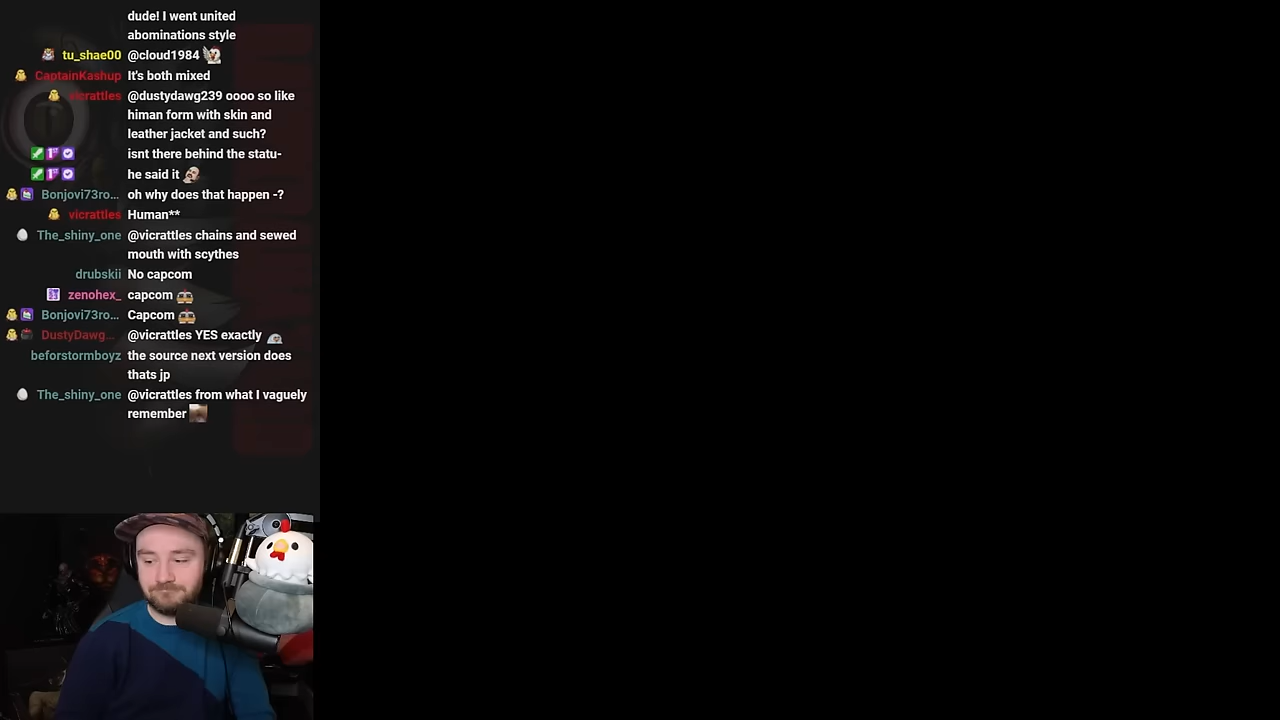 dude! I went united
abominations style
tu_shae00 @cloud1984
CaptainKashup It's both mixed
vicrattles @dustydawg239 oooo so like
himan form with skin and
leather jacket and such?
isnt there behind the statu-
he said it
Bonjovi73ro... oh why does that happen -?
vicrattles Human**
The_shiny_one @vicrattles chains and sewed
mouth with scythes
drubskii No capcom
zenohex_ capcom
Bonjovi73ro... Capcom
DustyDawg... @vicrattles YES exactly
beforstormboyz the source next version does
thats jp
The_shiny_one @vicrattles from what I vaguely
remember